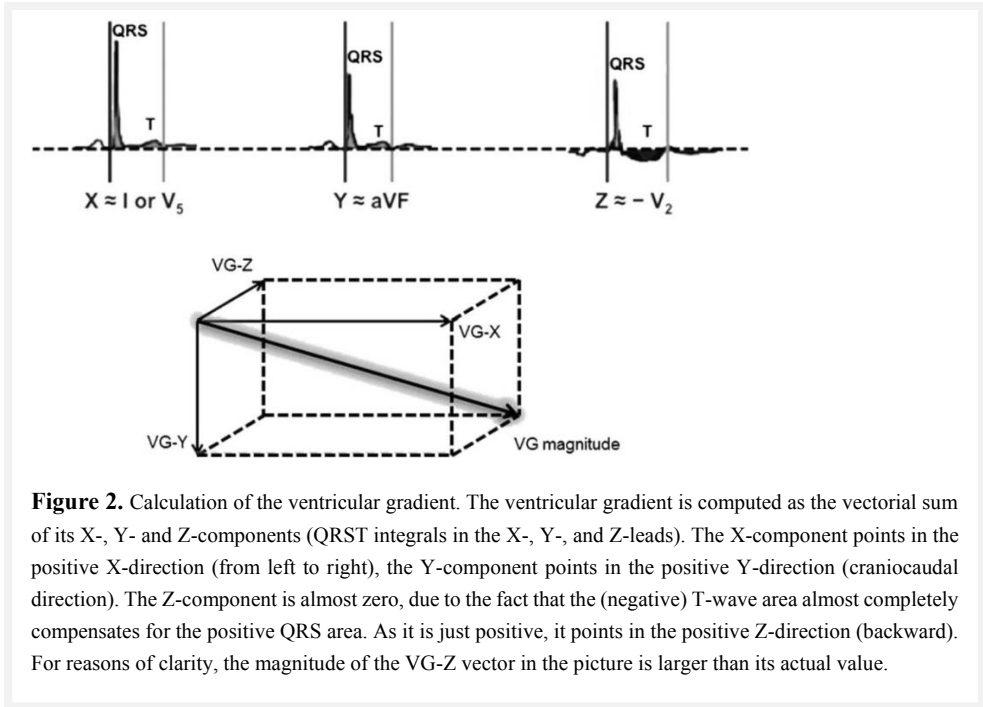 QRS
QRS
QRS
T
T
T
X ≈ I or V₅
Y ≈ aVF
Z ≈ – V₂
VG-Z
VG-X
VG-Y
VG magnitude
Figure 2. Calculation of the ventricular gradient. The ventricular gradient is computed as the vectorial sum
of its X-, Y- and Z-components (QRST integrals in the X-, Y-, and Z-leads). The X-component points in the
positive X-direction (from left to right), the Y-component points in the positive Y-direction (craniocaudal
direction). The Z-component is almost zero, due to the fact that the (negative) T-wave area almost completely
compensates for the positive QRS area. As it is just positive, it points in the positive Z-direction (backward).
For reasons of clarity, the magnitude of the VG-Z vector in the picture is larger than its actual value.